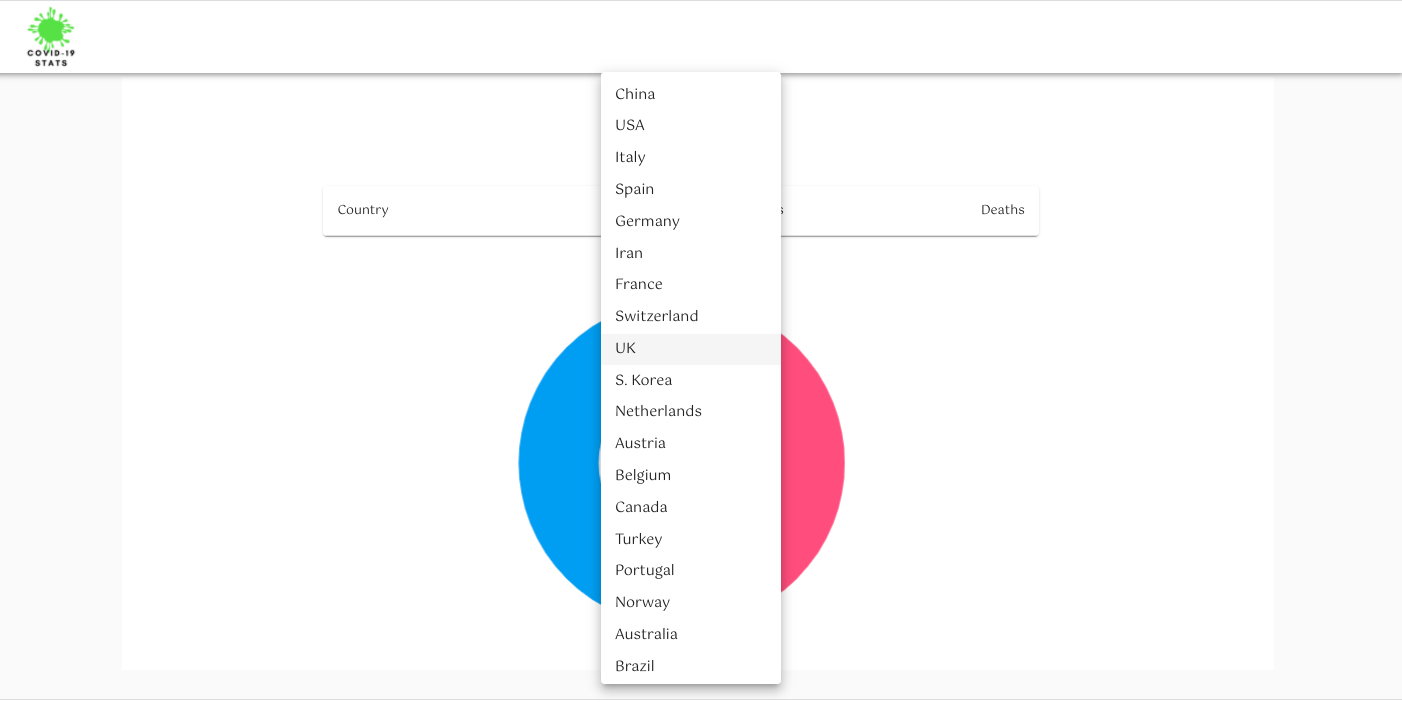 COVID-19
STATS
China
USA
Italy
Spain
Country
Deaths
Germany
Iran
France
Switzerland
UK
S. Korea
Netherlands
Austria
Belgium
Canada
Turkey
Portugal
Norway
Australia
Brazil